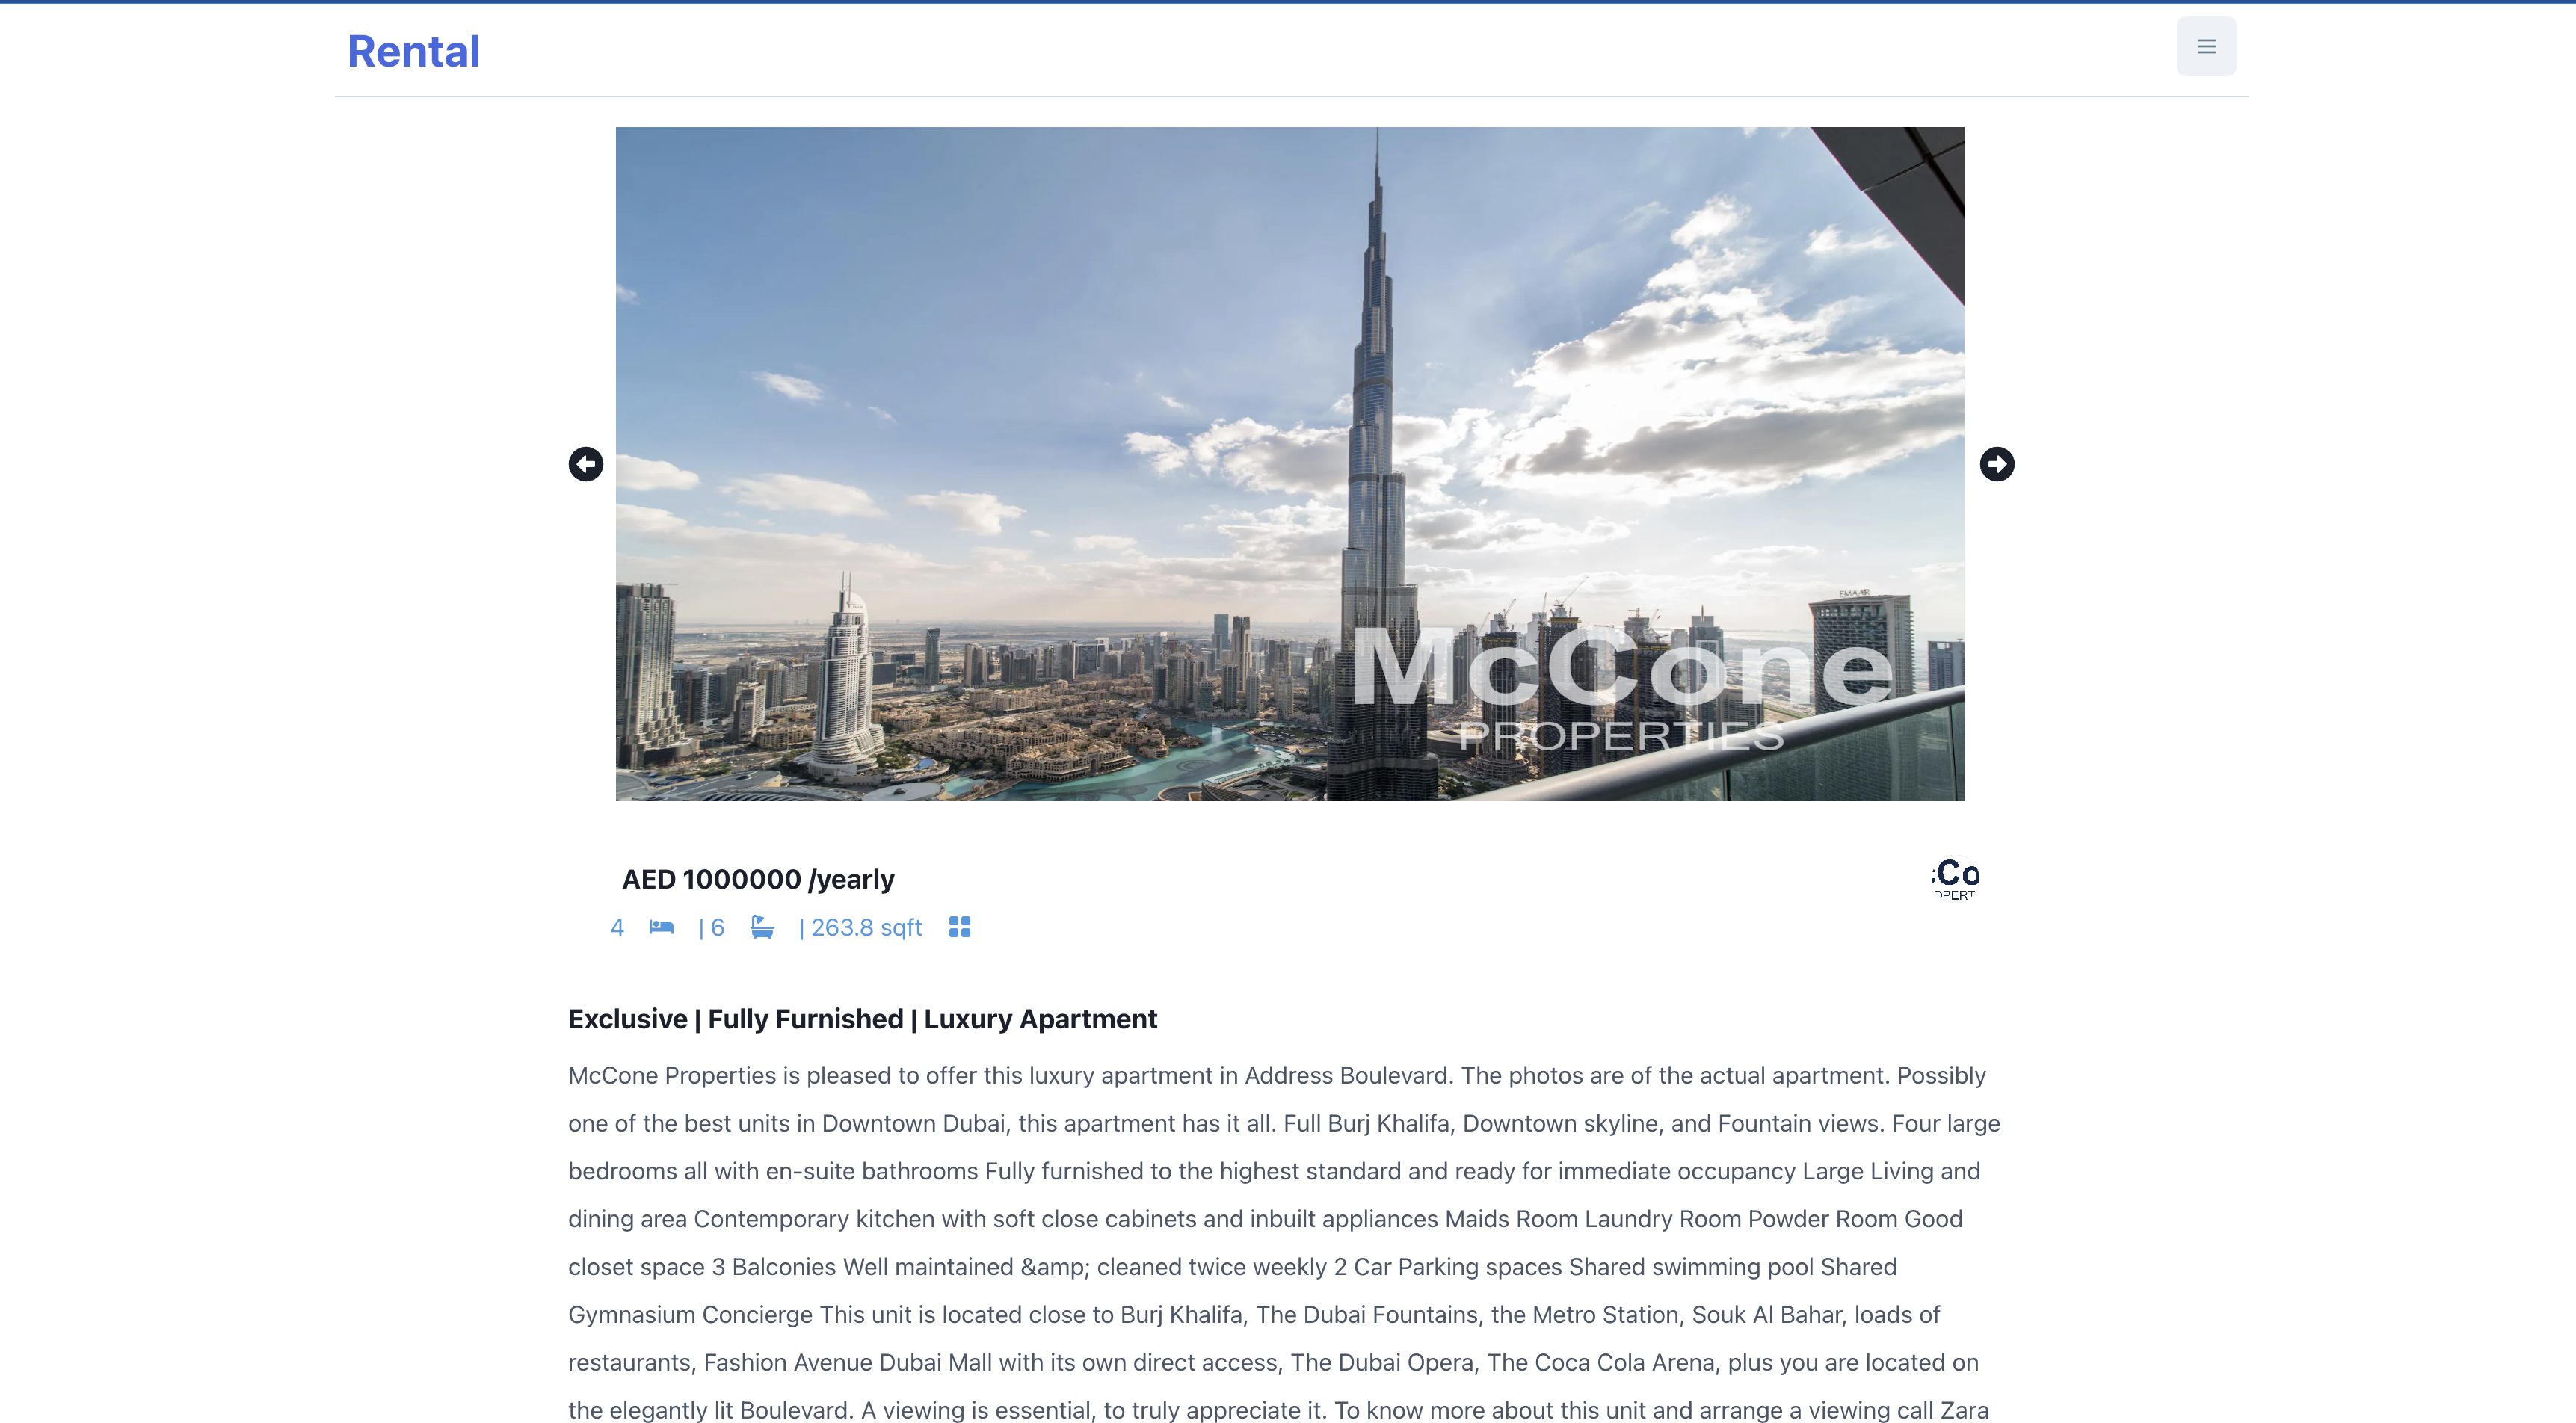 Rental
EMAAR
McCone
PROPERTIES
AED 1000000 /yearly
Co
OPERT
4 | 6 | 263.8 sqft
Exclusive | Fully Furnished | Luxury Apartment
McCone Properties is pleased to offer this luxury apartment in Address Boulevard. The photos are of the actual apartment. Possibly
one of the best units in Downtown Dubai, this apartment has it all. Full Burj Khalifa, Downtown skyline, and Fountain views. Four large
bedrooms all with en-suite bathrooms Fully furnished to the highest standard and ready for immediate occupancy Large Living and
dining area Contemporary kitchen with soft close cabinets and inbuilt appliances Maids Room Laundry Room Powder Room Good
closet space 3 Balconies Well maintained &amp; cleaned twice weekly 2 Car Parking spaces Shared swimming pool Shared
Gymnasium Concierge This unit is located close to Burj Khalifa, The Dubai Fountains, the Metro Station, Souk Al Bahar, loads of
restaurants, Fashion Avenue Dubai Mall with its own direct access, The Dubai Opera, The Coca Cola Arena, plus you are located on
the elegantly lit Boulevard. A viewing is essential, to truly appreciate it. To know more about this unit and arrange a viewing call Zara